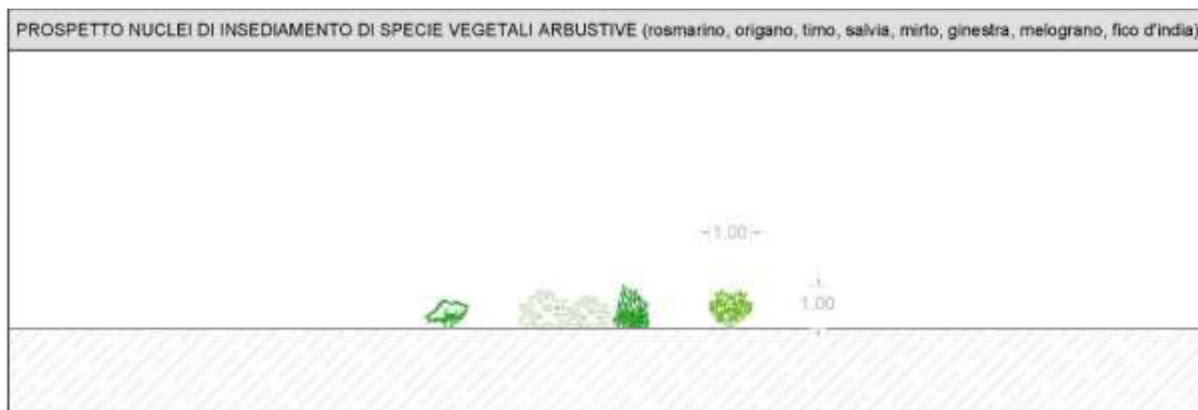 PROSPETTO NUCLEI DI INSEDIAMENTO DI SPECIE VEGETALI ARBUSTIVE (rosmarino, origano, timo, salvia, mirto, ginestra, melograno, fico d'india)
1.00
1.00